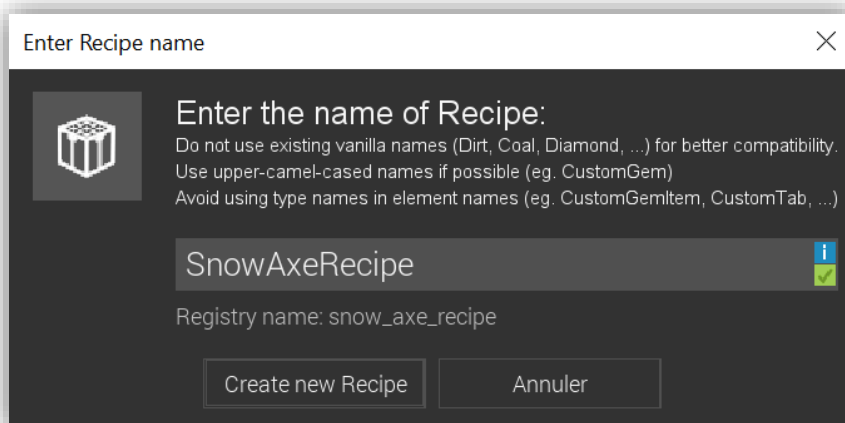 Enter Recipe name
Enter the name of Recipe:
Do not use existing vanilla names (Dirt, Coal, Diamond, ...) for better compatibility.
Use upper-camel-cased names if possible (eg. CustomGem)
Avoid using type names in element names (eg. CustomGemItem, CustomTab, ...)
SnowAxeRecipe
Registry name: snow_axe_recipe
Create new Recipe
Annuler